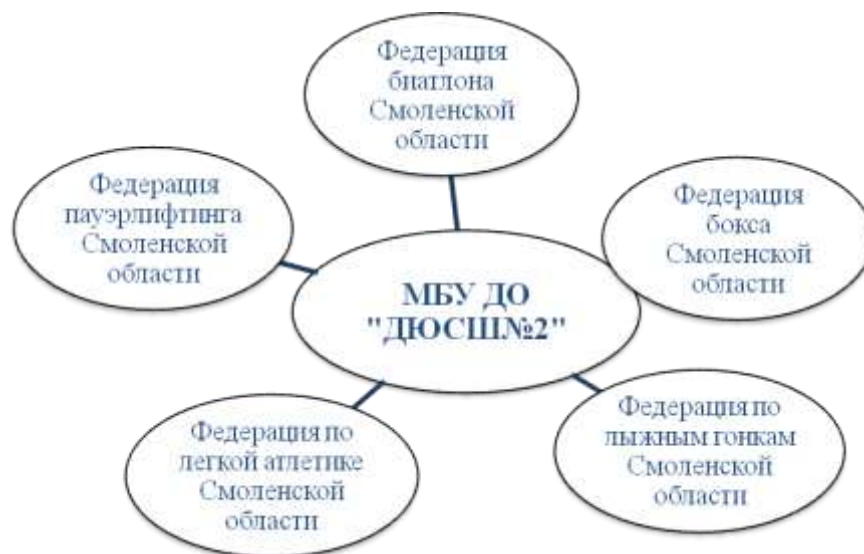 Федерация
биатлона
Смоленской
области
Федерация
пауэрлифтинга
Смоленской
области
Федерация
бокса
Смоленской
области
МБУ ДО
"ДЮСШ№2"
Федерация по
легкой атлетике
Смоленской
области
Федерация по
лыжным гонкам
Смоленской
области